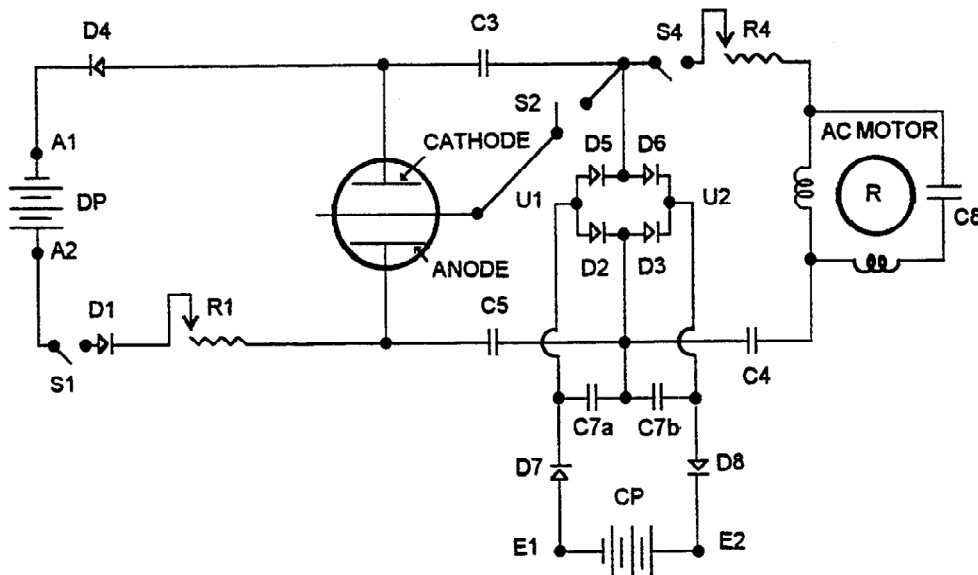 D4
C3
S4
R4
S2
A1
CATHODE
D5
D6
AC MOTOR
DP
U1
U2
R
C8
A2
ANODE
D2
D3
D1
R1
C5
S1
C4
C7a
C7b
D7
D8
CP
E1
E2